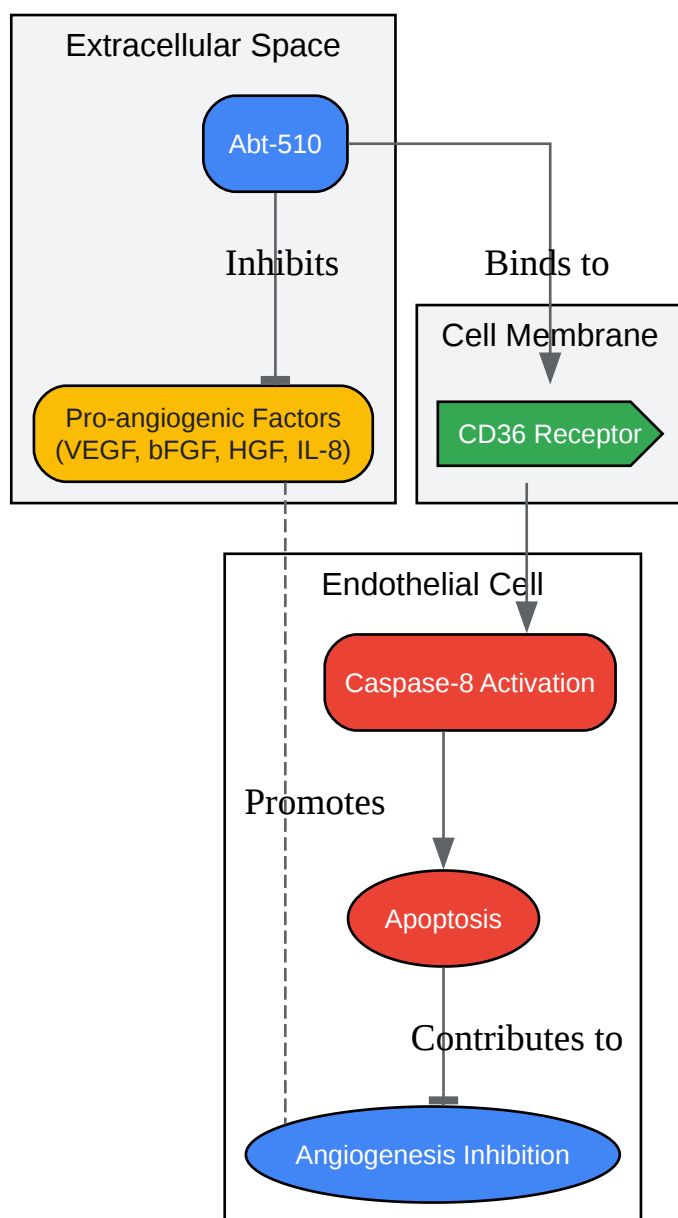 Extracellular Space
Abt-510
Inhibits
Binds to
Cell Membrane
Pro-angiogenic Factors
(VEGF, bFGF, HGF, IL-8)
CD36 Receptor
Endothelial Cell
Caspase-8 Activation
Promotes
Apoptosis
Contributes to
Angiogenesis Inhibition